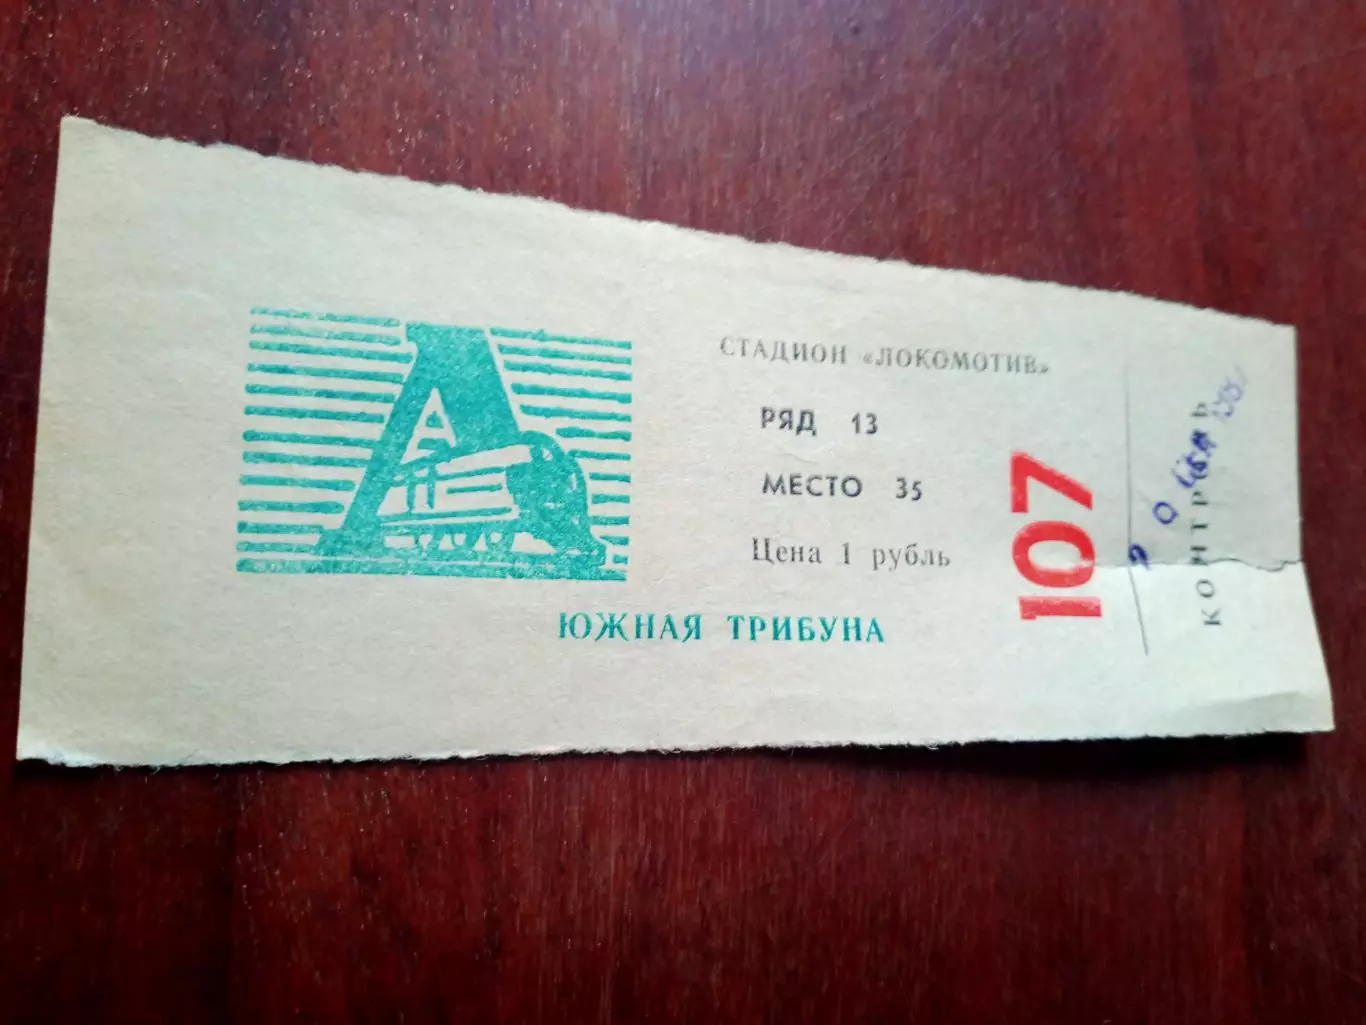 Л
СТАДИОН «ЛОКОМОТИВ»
РЯД 13
МЕСТО 35
Цена 1 рубль
ЮЖНАЯ ТРИБУНА
107
КОНТРОЛЬ